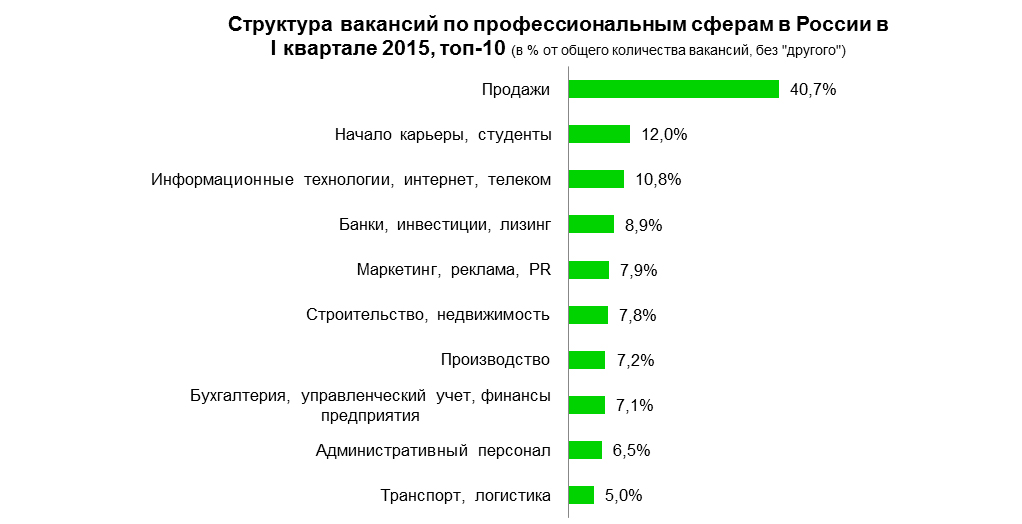 Структура вакансий по профессиональным сферам в России в
I квартале 2015, топ-10 (в % от общего количества вакансий, без "другого")
Продажи 40,7%
Начало карьеры, студенты 12,0%
Информационные технологии, интернет, телеком 10,8%
Банки, инвестиции, лизинг 8,9%
Маркетинг, реклама, PR 7,9%
Строительство, недвижимость 7,8%
Производство 7,2%
Бухгалтерия, управленческий учет, финансы
предприятия 7,1%
Административный персонал 6,5%
Транспорт, логистика 5,0%